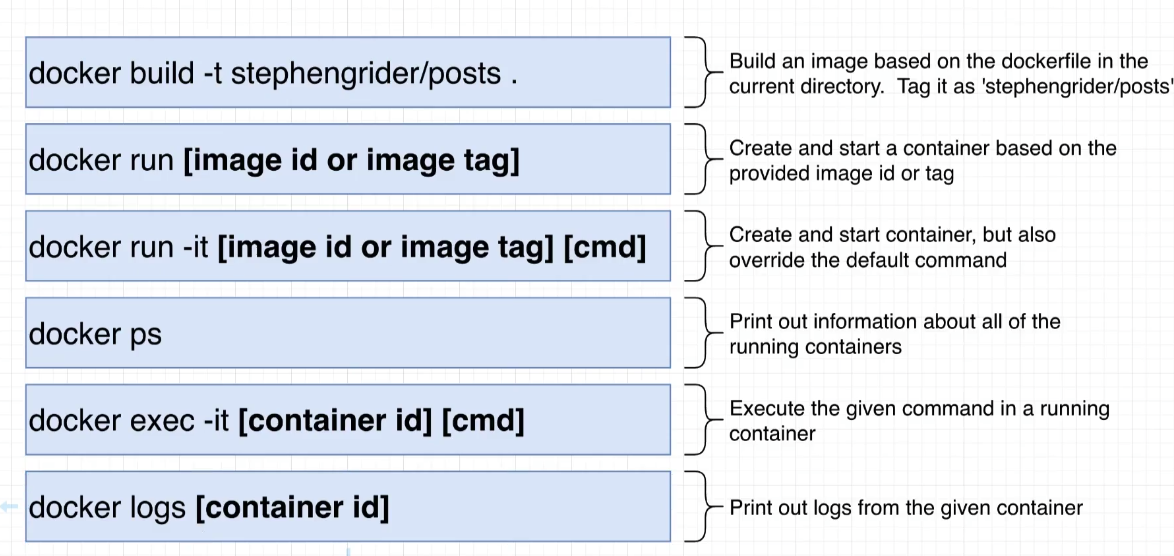 docker build -t stephengrider/posts .
Build an image based on the dockerfile in the
current directory.  Tag it as 'stephengrider/posts'
docker run [image id or image tag]
Create and start a container based on the
provided image id or tag
docker run -it [image id or image tag] [cmd]
Create and start container, but also
override the default command
docker ps
Print out information about all of the
running containers
docker exec -it [container id] [cmd]
Execute the given command in a running
container
docker logs [container id]
Print out logs from the given container